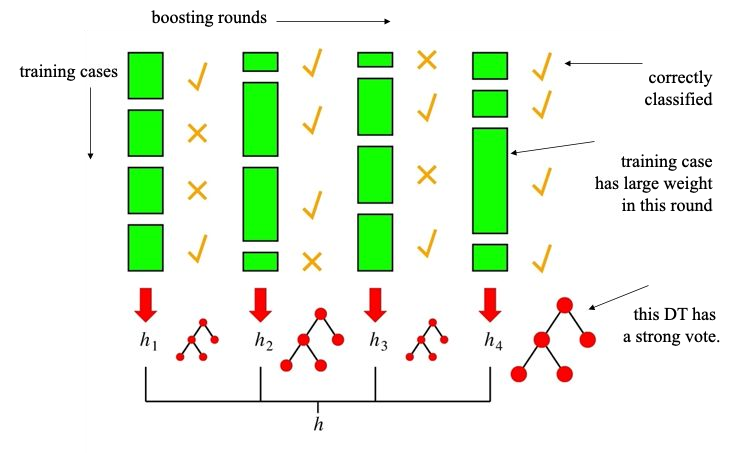 boosting rounds
training cases
correctly
classified
training case
has large weight
in this round
this DT has
a strong vote.
h1
h2
h3
h4
h